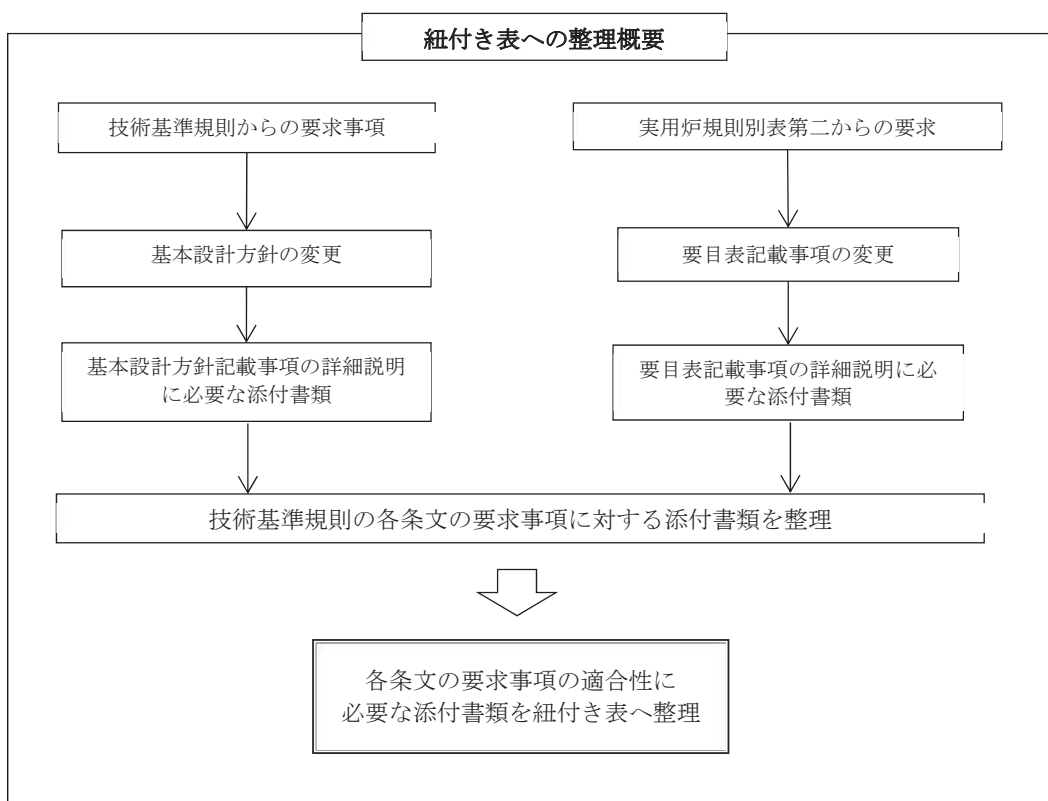 紐付き表への整理概要
技術基準規則からの要求事項
実用炉規則別表第二からの要求
基本設計方針の変更
要目表記載事項の変更
基本設計方針記載事項の詳細説明
に必要な添付書類
要目表記載事項の詳細説明に必
要な添付書類
技術基準規則の各条文の要求事項に対する添付書類を整理
各条文の要求事項の適合性に
必要な添付書類を紐付き表へ整理